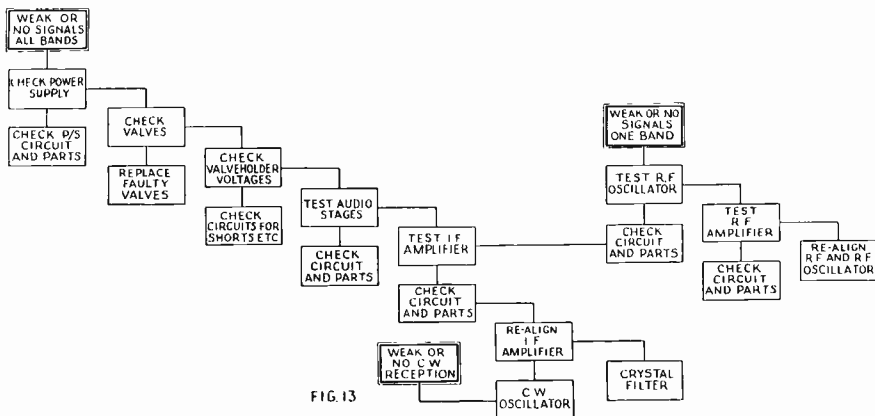 WEAK OR
NO SIGNALS
ALL BANDS
CHECK POWER
SUPPLY
CHECK P/S
CIRCUIT
AND PARTS
CHECK
VALVES
REPLACE
FAULTY
VALVES
CHECK
VALVEHOLDER
VOLTAGES
CHECK
CIRCUITS FOR
SHORTS ETC
TEST AUDIO
STAGES
CHECK
CIRCUIT
AND PARTS
TEST I F
AMPLIFIER
CHECK
CIRCUIT
AND PARTS
RE-ALIGN
I F
AMPLIFIER
CRYSTAL
FILTER
WEAK OR
NO C W
RECEPTION
C W
OSCILLATOR
WEAK OR NO
SIGNALS
ONE BAND
TEST R.F
OSCILLATOR
CHECK
CIRCUIT
AND PARTS
TEST
R F
AMPLIFIER
CHECK
CIRCUIT
AND PARTS
RE-ALIGN
R F AND R F
OSCILLATOR
FIG. 13